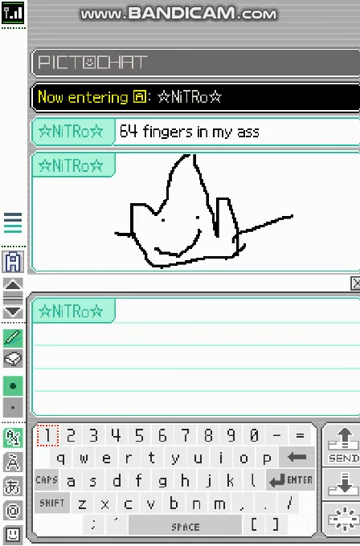 www.BANDICAM.com
PICTOCHAT
Now entering A: ☆NiTRo☆
☆NiTRo☆ 64 fingers in my ass
☆NiTRo☆
☆NiTRo☆
1 2 3 4 5 6 7 8 9 0 - =
q w e r t y u i o p ←
CAPS a s d f g h j k l ENTER
SEND
SHIFT z x c v b n m , . /
; ' SPACE [ ]